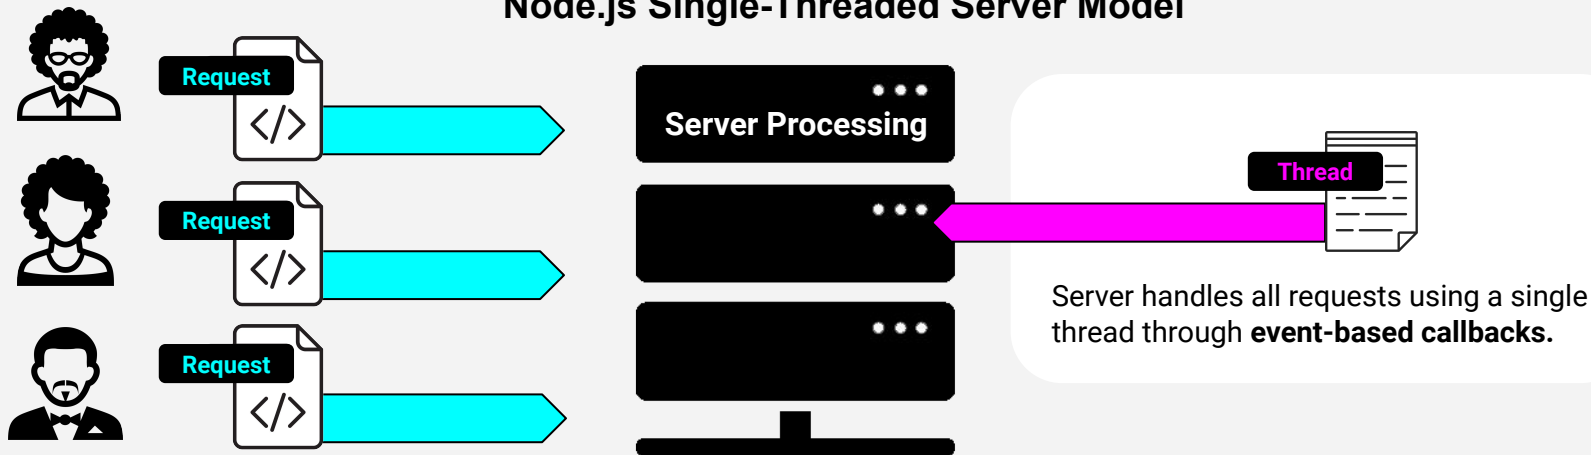 Node.js Single-Threaded Server Model
Request
</>
Server Processing
Thread
Request
</>
Server handles all requests using a single
thread through event-based callbacks.
Request
</>